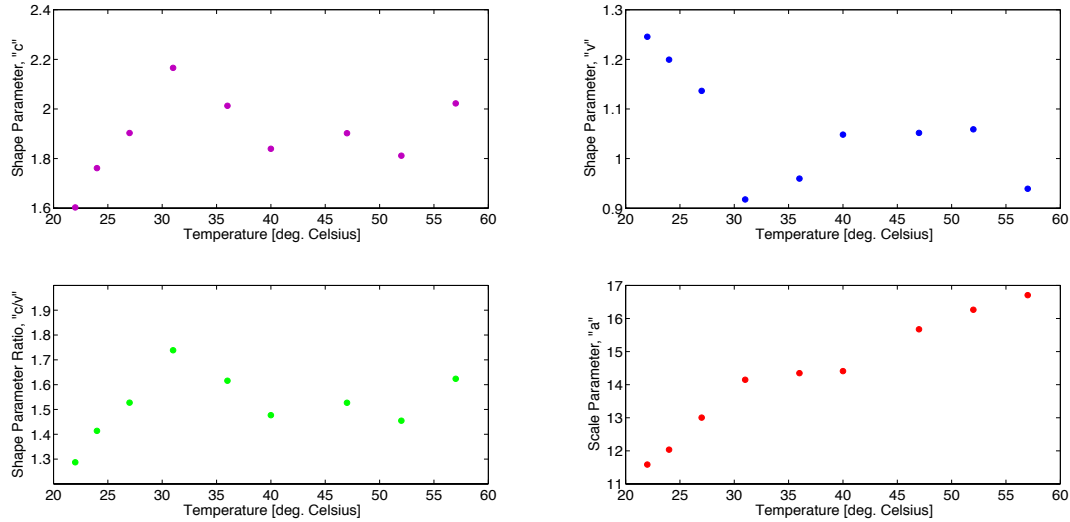 2.4
2.2
2
1.8
1.6
Shape Parameter, "c"
20 25 30 35 40 45 50 55 60
Temperature [deg. Celsius]
1.3
1.2
1.1
1
0.9
Shape Parameter, "v"
20 25 30 35 40 45 50 55 60
Temperature [deg. Celsius]
1.9
1.8
1.7
1.6
1.5
1.4
1.3
Shape Parameter Ratio, "c/v"
20 25 30 35 40 45 50 55 60
Temperature [deg. Celsius]
17
16
15
14
13
12
11
Scale Parameter, "a"
20 25 30 35 40 45 50 55 60
Temperature [deg. Celsius]